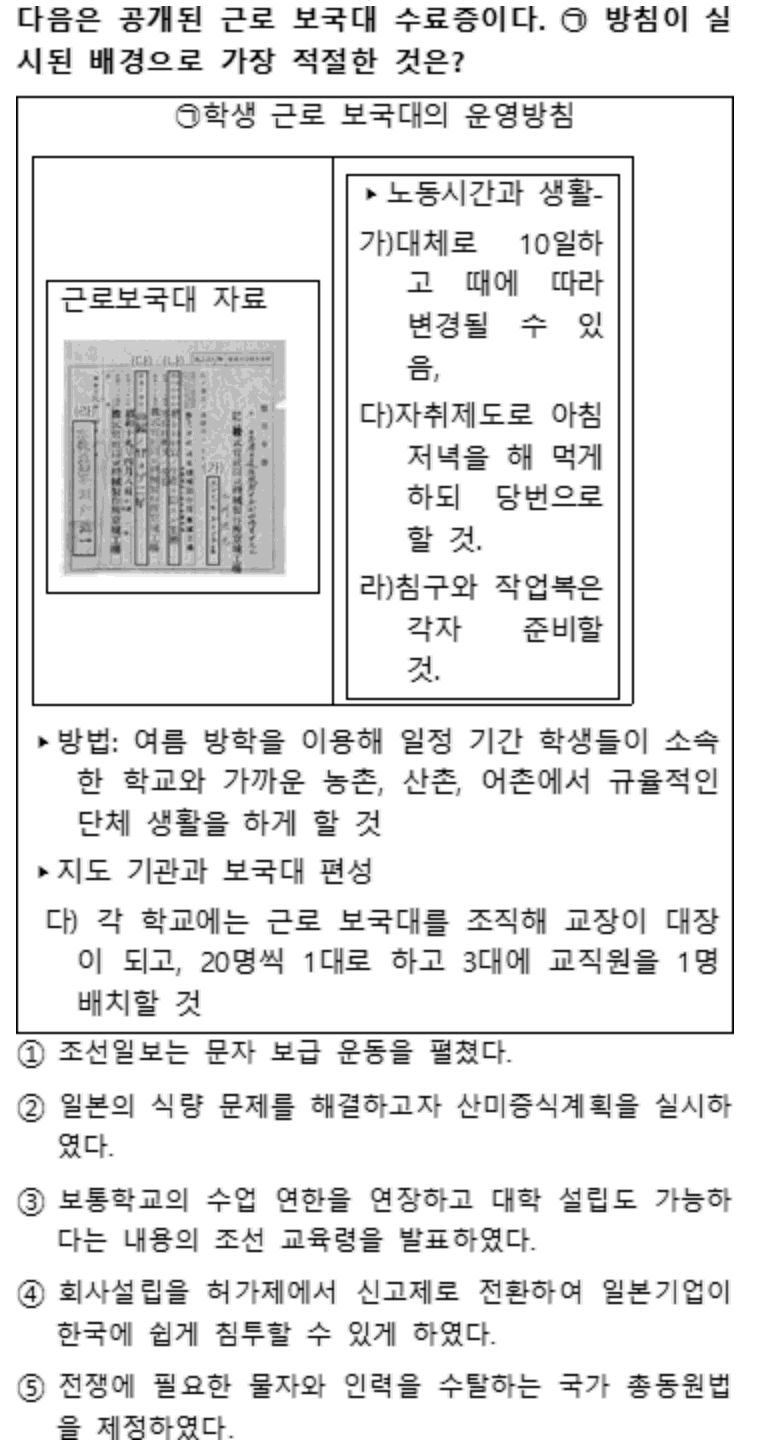 다음은 공개된 근로 보국대 수료증이다. ㉠ 방침이 실
시된 배경으로 가장 적절한 것은?
㉠학생 근로 보국대의 운영방침
근로보국대 자료
(다) (나)
(라)
(가)
▸노동시간과 생활-
가)대체로 10일하
고 때에 따라
변경될 수 있
음,
다)자취제도로 아침
저녁을 해 먹게
하되 당번으로
할 것.
라)침구와 작업복은
각자 준비할
것.
▸방법: 여름 방학을 이용해 일정 기간 학생들이 소속
한 학교와 가까운 농촌, 산촌, 어촌에서 규율적인
단체 생활을 하게 할 것
▸지도 기관과 보국대 편성
다) 각 학교에는 근로 보국대를 조직해 교장이 대장
이 되고, 20명씩 1대로 하고 3대에 교직원을 1명
배치할 것
① 조선일보는 문자 보급 운동을 펼쳤다.
② 일본의 식량 문제를 해결하고자 산미증식계획을 실시하
였다.
③ 보통학교의 수업 연한을 연장하고 대학 설립도 가능하
다는 내용의 조선 교육령을 발표하였다.
④ 회사설립을 허가제에서 신고제로 전환하여 일본기업이
한국에 쉽게 침투할 수 있게 하였다.
⑤ 전쟁에 필요한 물자와 인력을 수탈하는 국가 총동원법
을 제정하였다.